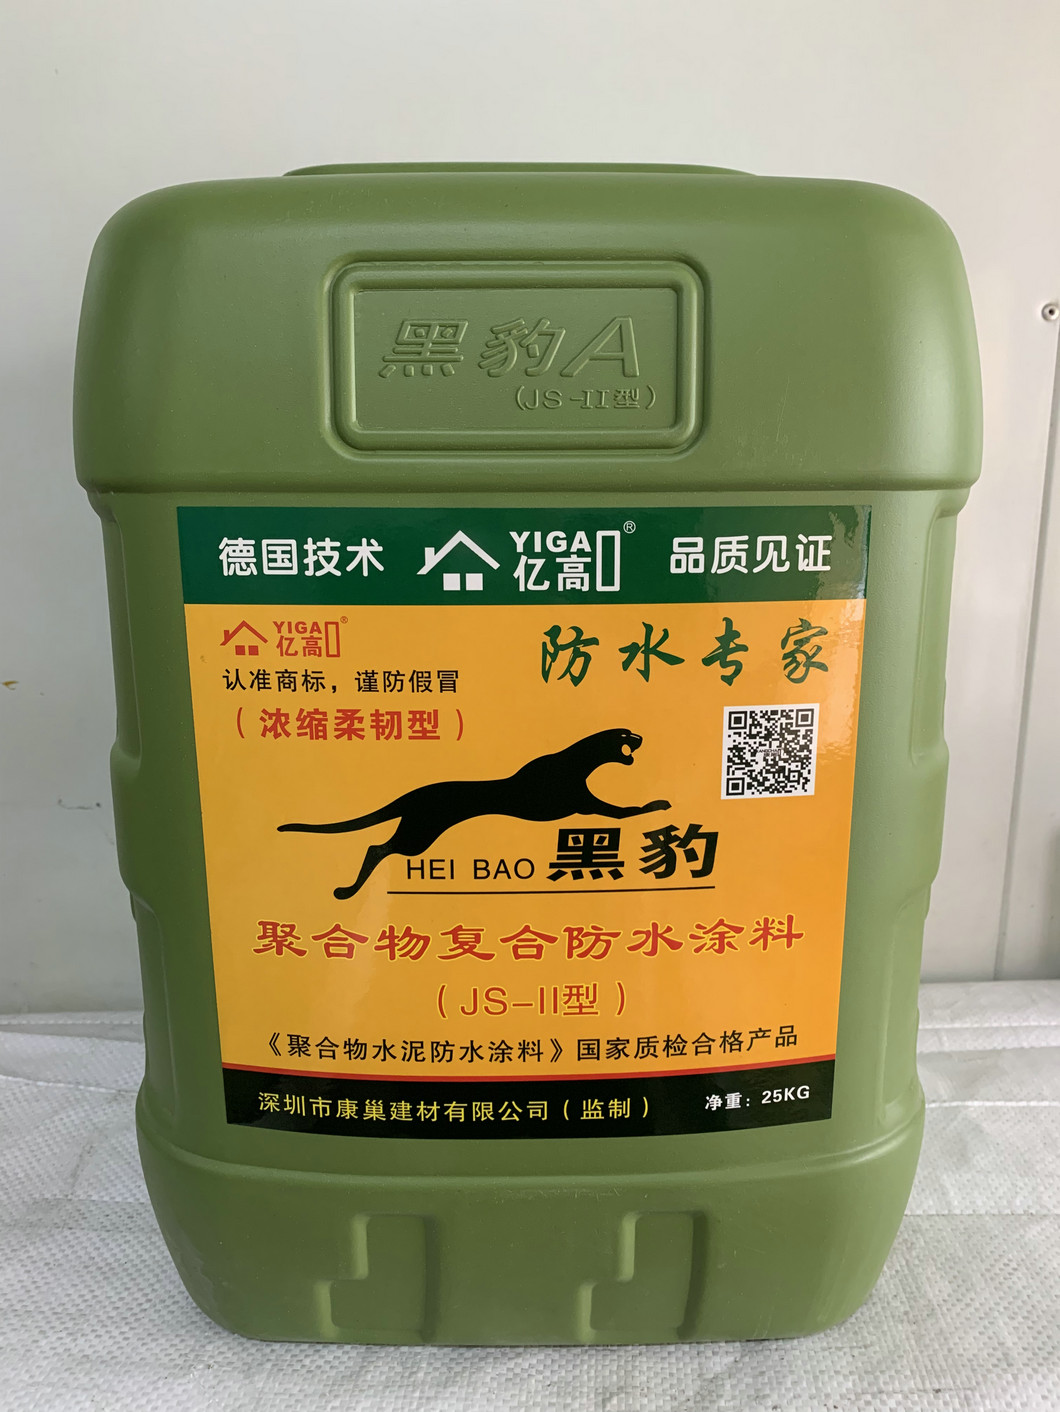 黑豹A
(JS-II型)
德国技术
YIGAO
亿高
®
品质见证
YIGAO
亿高
®
防水专家
认准商标，谨防假冒
（浓缩柔韧型）
HEI BAO 黑豹
聚合物复合防水涂料
（JS-II型）
《聚合物水泥防水涂料》国家质检合格产品
深圳市康巢建材有限公司（监制）
净重：25KG